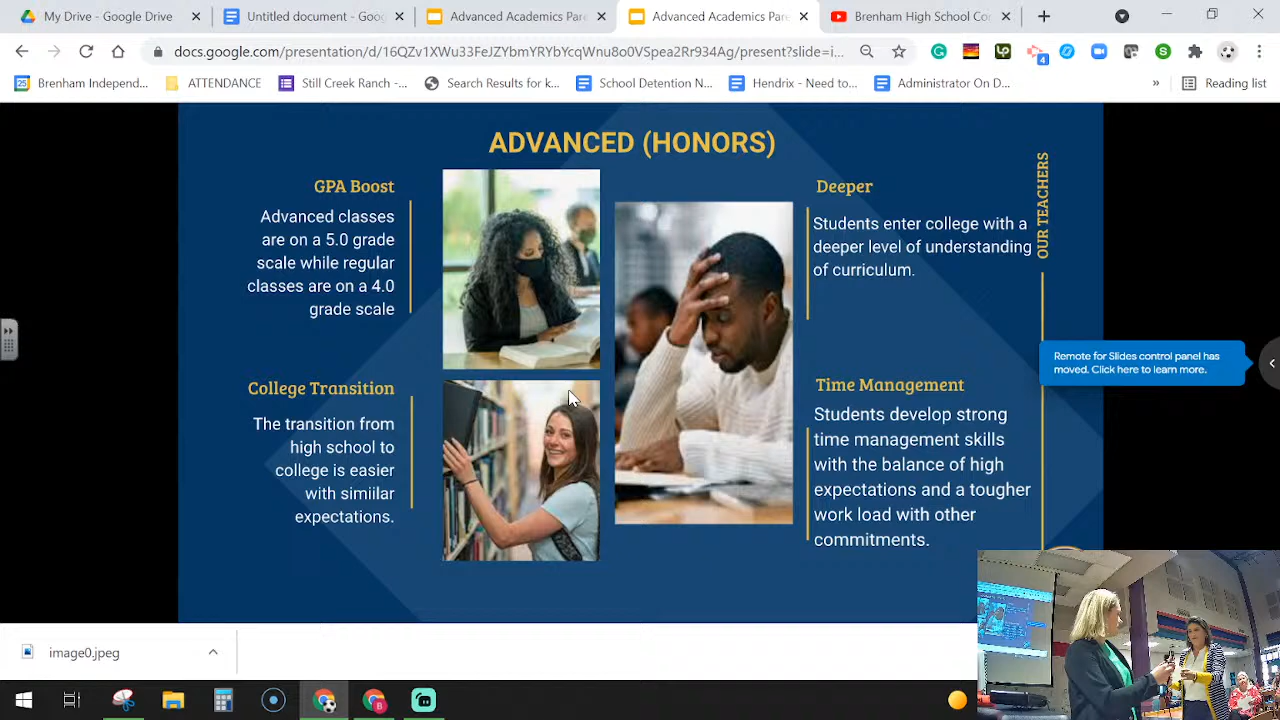 My Drive - Google Drive
Untitled document - Goo
Advanced Academics Pare
Advanced Academics Pare
Brenham High School Co
docs.google.com/presentation/d/16QZv1XWu33FeJZYbmYRYbYcqWnu8o0VSpea2Rr934Ag/present?slide=i...
4
25
Brenham Independ...
ATTENDANCE
Still Creek Ranch -...
Search Results for k...
School Detention N...
Hendrix - Need to...
Administrator On D...
»
Reading list
ADVANCED (HONORS)
GPA Boost
Advanced classes
are on a 5.0 grade
scale while regular
classes are on a 4.0
grade scale
College Transition
The transition from
high school to
college is easier
with simiilar
expectations.
Deeper
Students enter college with a
deeper level of understanding
of curriculum.
Time Management
Students develop strong
time management skills
with the balance of high
expectations and a tougher
work load with other
commitments.
OUR TEACHERS
Remote for Slides control panel has
moved. Click here to learn more.
image0.jpeg